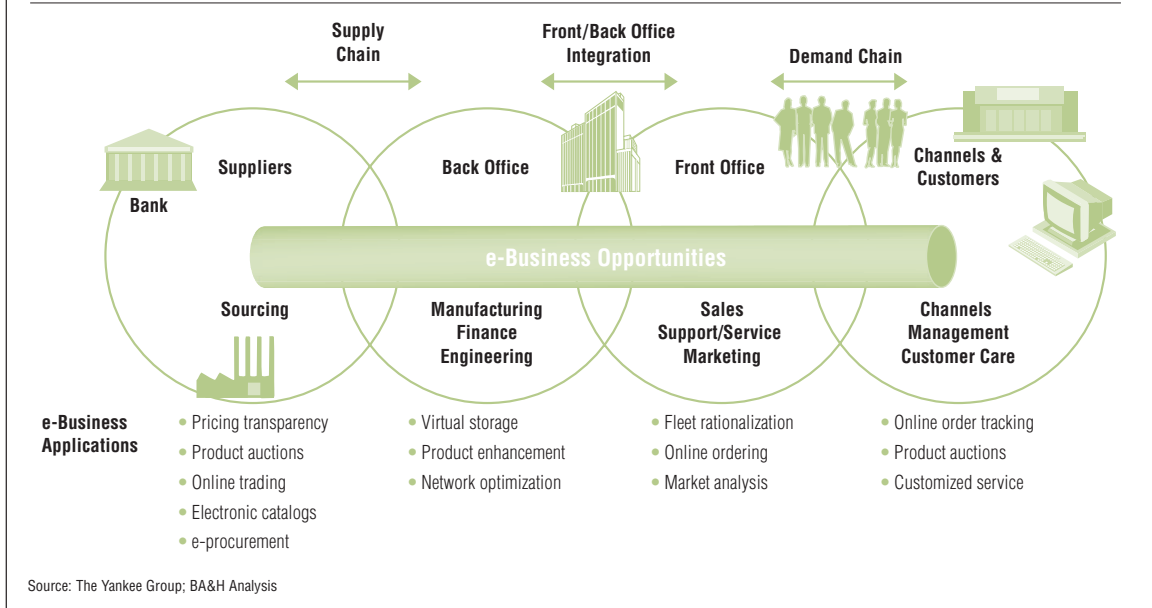 Supply
Chain
Front/Back Office
Integration
Demand Chain
Bank
Suppliers
Back Office
Front Office
Channels &
Customers
e-Business Opportunities
Sourcing
Manufacturing
Finance
Engineering
Sales
Support/Service
Marketing
Channels
Management
Customer Care
e-Business
Applications
• Pricing transparency
• Product auctions
• Online trading
• Electronic catalogs
• e-procurement
• Virtual storage
• Product enhancement
• Network optimization
• Fleet rationalization
• Online ordering
• Market analysis
• Online order tracking
• Product auctions
• Customized service
Source: The Yankee Group; BA&H Analysis